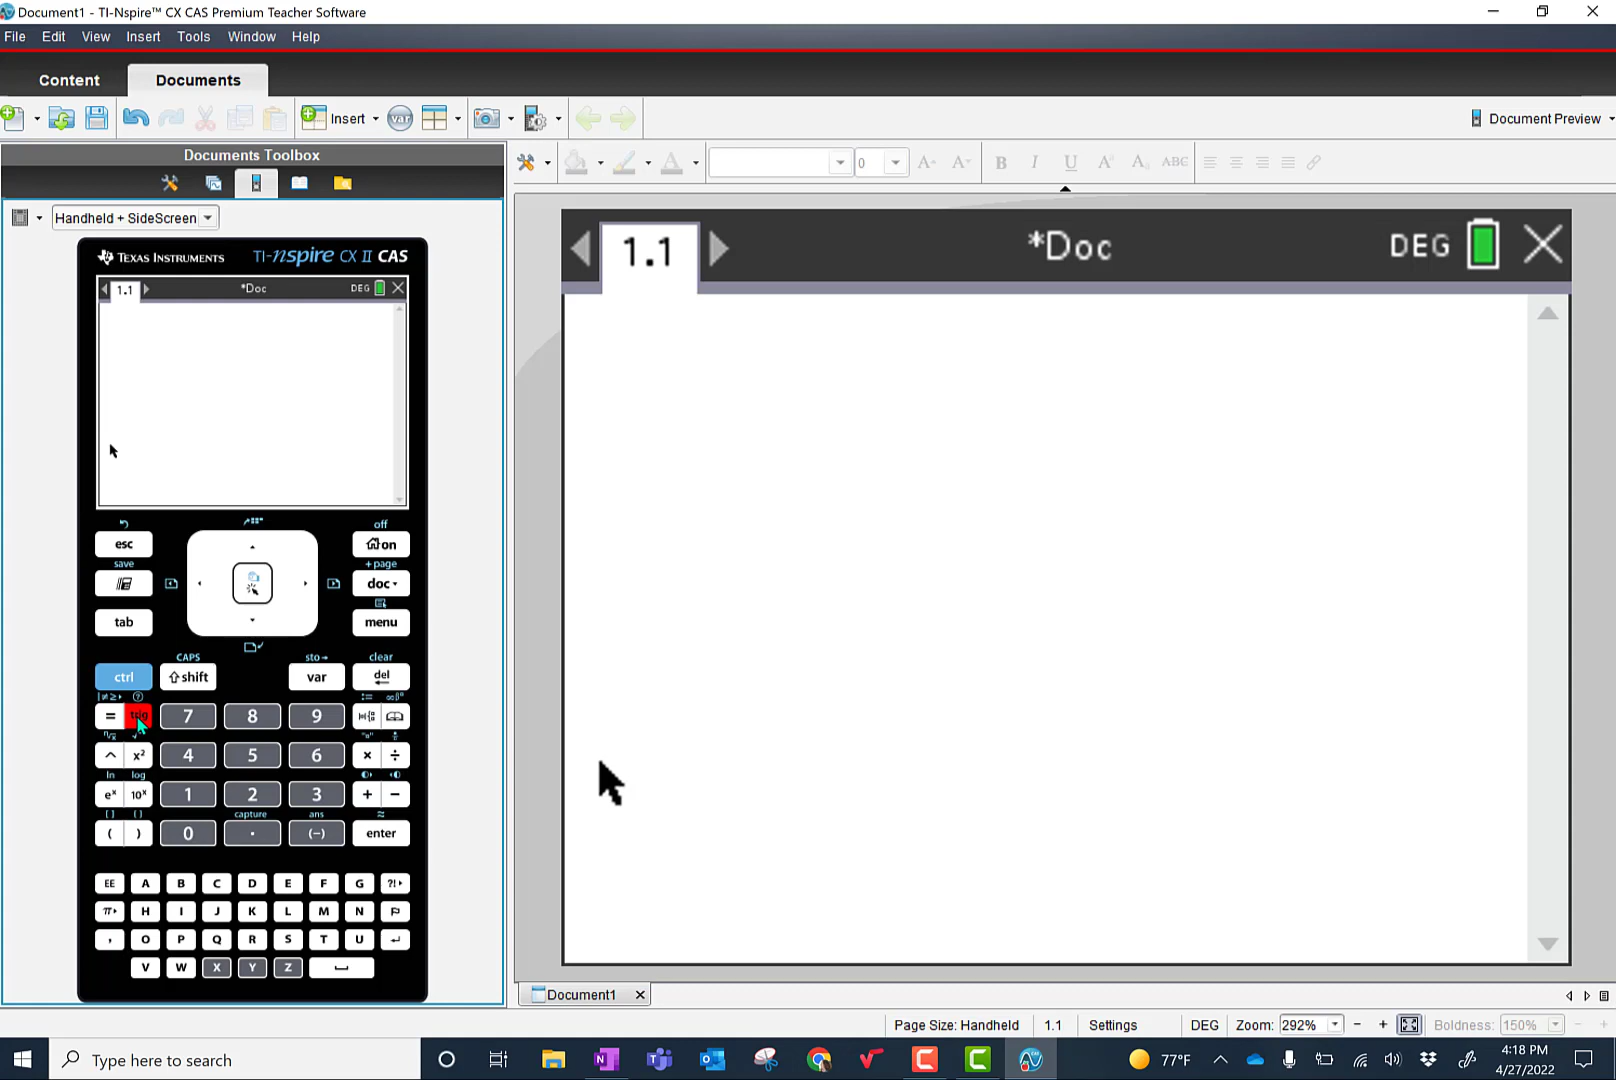 Document1 - TI-Nspire™ CX CAS Premium Teacher Software
File Edit View Insert Tools Window Help
Content Documents
Insert var Document Preview
Documents Toolbox
0 A A B I U A A ABC
Handheld + SideScreen
TEXAS INSTRUMENTS TI-nspire CX II CAS
1.1 *Doc DEG
1.1 *Doc DEG
off
esc on
save +page
doc
tab menu
CAPS sto→ clear
ctrl shift var del
= trig 7 8 9
^ x² 4 5 6 × ÷
ln log
eˣ 10ˣ 1 2 3 + −
[ ] { } capture ans ≈
( ) 0 . (−) enter
EE A B C D E F G ?!▸
π▸ H I J K L M N
, O P Q R S T U
V W X Y Z
Document1
Page Size: Handheld 1.1 Settings DEG Zoom: 292% − + Boldness: 150% − +
Type here to search 77°F 4:18 PM
4/27/2022